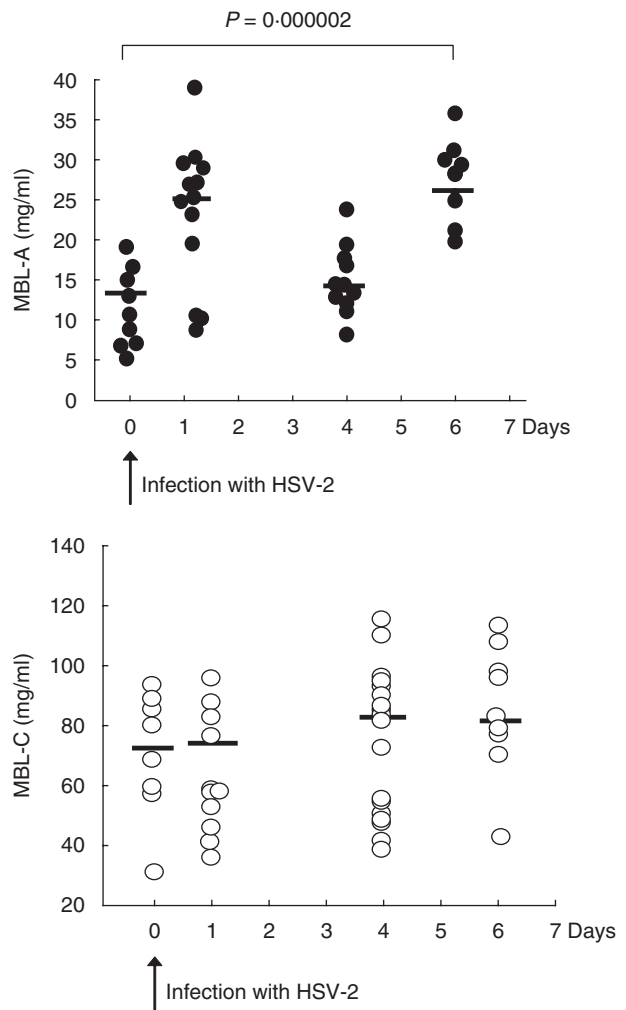 P = 0·000002
40
35
30
25
20
15
10
5
0
MBL-A (mg/ml)
0 1 2 3 4 5 6 7 Days
Infection with HSV-2
140
120
100
80
60
40
20
MBL-C (mg/ml)
0 1 2 3 4 5 6 7 Days
Infection with HSV-2